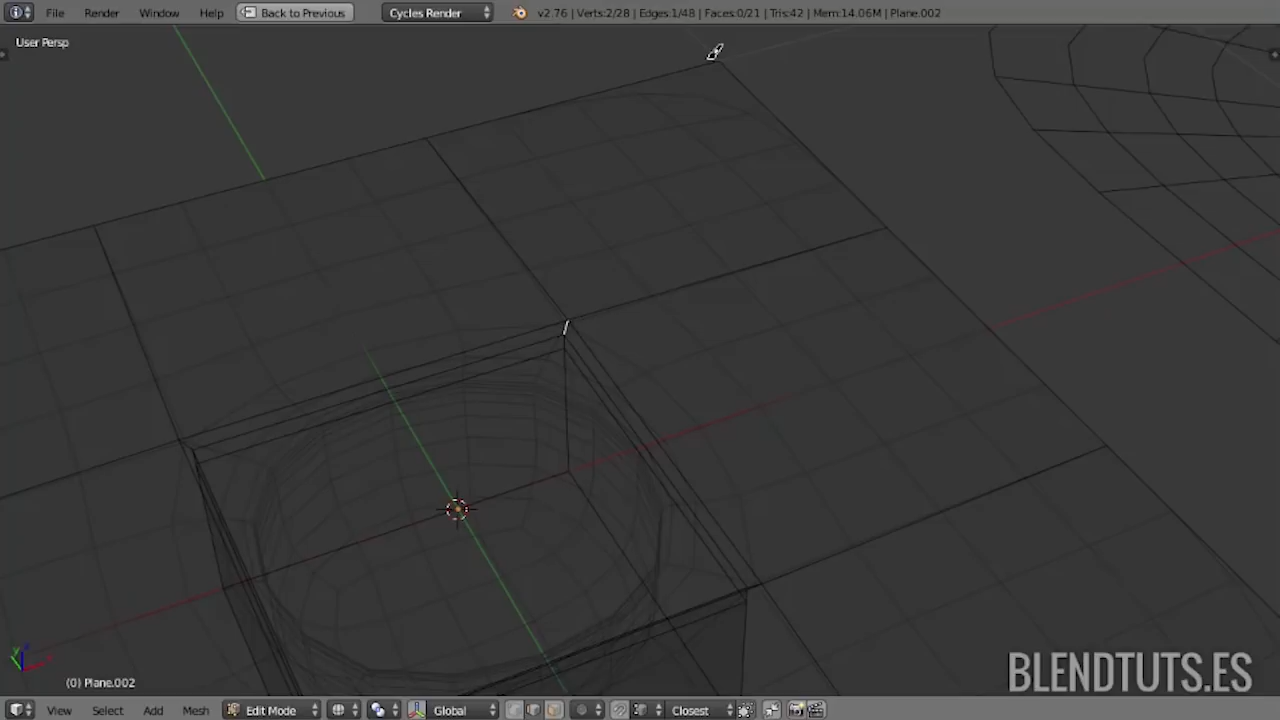 File Render Window Help Back to Previous Cycles Render v2.76 | Verts:2/28 | Edges:1/48 | Faces:0/21 | Tris:42 | Mem:14.06M | Plane.002
User Persp
(0) Plane.002
BLENDTUTS.ES
View Select Add Mesh Edit Mode Global Closest